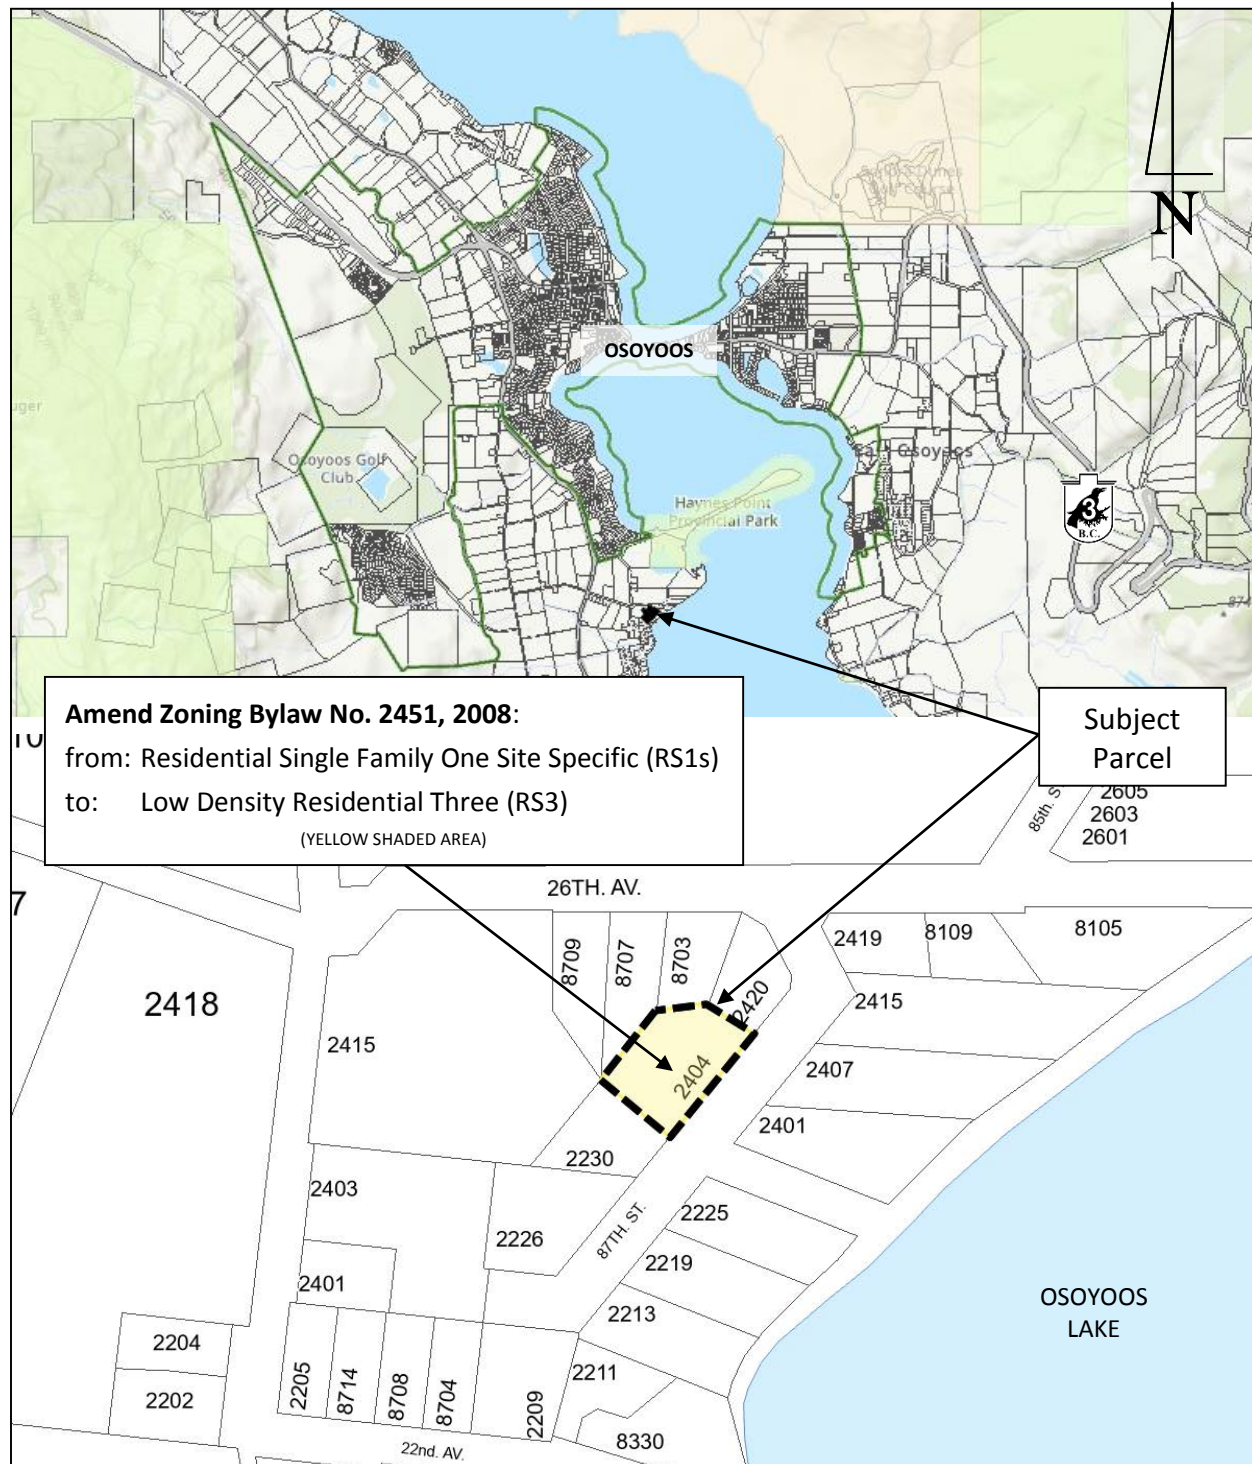 N
OSOYOOS
Osoyoos Golf
Club
Haynes Point
Provincial Park
East Osoyoos
3
B.C.
Amend Zoning Bylaw No. 2451, 2008:
from: Residential Single Family One Site Specific (RS1s)
to: Low Density Residential Three (RS3)
(YELLOW SHADED AREA)
Subject
Parcel
85th. S
2605
2603
2601
26TH. AV.
7
8709
8707
8703
2420
2419
8109
8105
2418
2415
2415
2404
2407
2401
2230
2403
2226
87TH. ST.
2225
2219
2401
2213
2204
2205
8714
8708
8704
2209
2211
2202
8330
22nd. AV.
OSOYOOS
LAKE